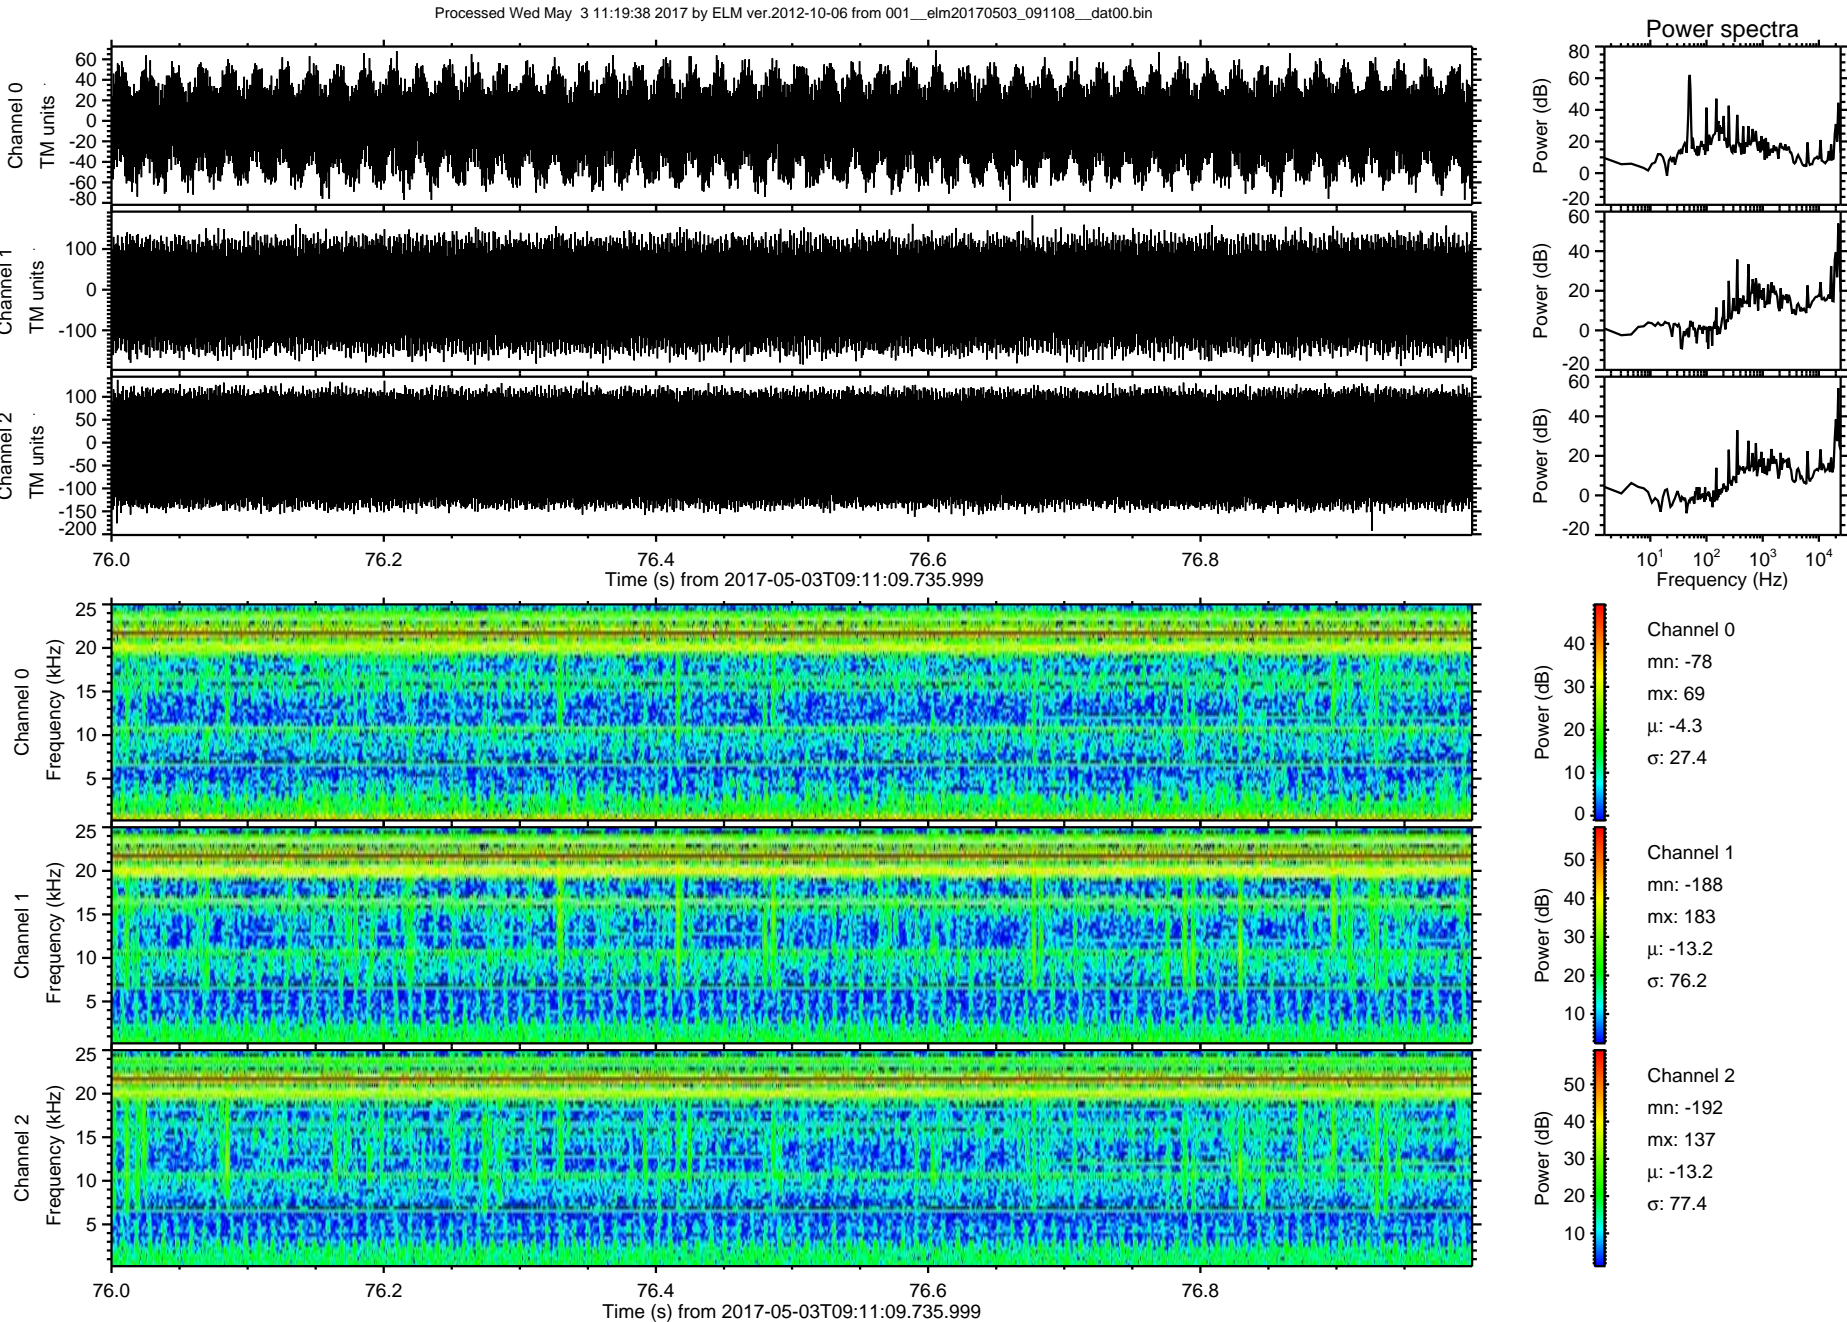 Processed Wed May  3 11:19:38 2017 by ELM ver.2012-10-06 from 001__elm20170503_091108__dat00.bin
Power spectra
Channel 0
TM units
60
40
20
0
-20
-40
-60
-80
Power (dB)
80
60
40
20
0
-20
Channel 1
TM units
100
0
-100
Power (dB)
60
40
20
0
-20
Channel 2
TM units
100
50
0
-50
-100
-150
-200
Power (dB)
60
40
20
0
-20
76.0 76.2 76.4 76.6 76.8
Time (s) from 2017-05-03T09:11:09.735.999
10^1 10^2 10^3 10^4
Frequency (Hz)
Channel 0
Frequency (kHz)
25
20
15
10
5
Power (dB)
40
30
20
10
0
Channel 0
mn: -78
mx: 69
μ: -4.3
σ: 27.4
Channel 1
Frequency (kHz)
25
20
15
10
5
Power (dB)
50
40
30
20
10
Channel 1
mn: -188
mx: 183
μ: -13.2
σ: 76.2
Channel 2
Frequency (kHz)
25
20
15
10
5
Power (dB)
50
40
30
20
10
Channel 2
mn: -192
mx: 137
μ: -13.2
σ: 77.4
76.0 76.2 76.4 76.6 76.8
Time (s) from 2017-05-03T09:11:09.735.999